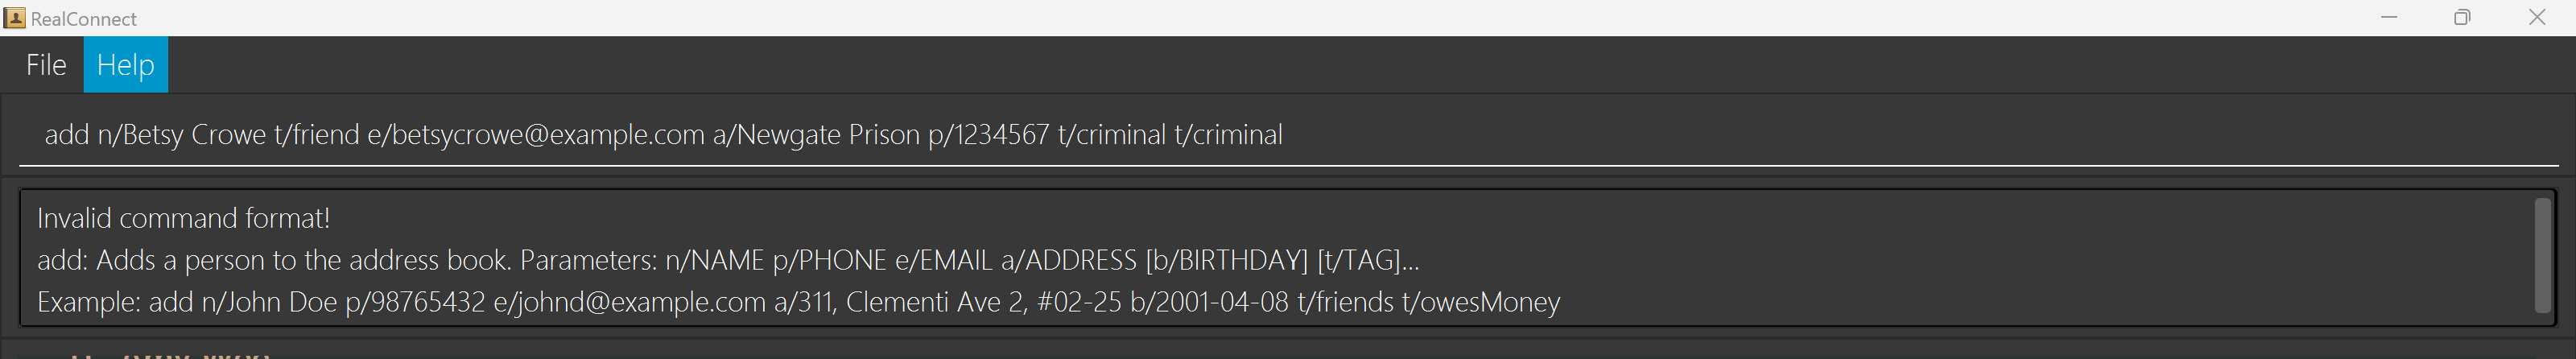 RealConnect
File Help
add n/Betsy Crowe t/friend e/betsycrowe@example.com a/Newgate Prison p/1234567 t/criminal t/criminal
Invalid command format!
add: Adds a person to the address book. Parameters: n/NAME p/PHONE e/EMAIL a/ADDRESS [b/BIRTHDAY] [t/TAG]...
Example: add n/John Doe p/98765432 e/johnd@example.com a/311, Clementi Ave 2, #02-25 b/2001-04-08 t/friends t/owesMoney